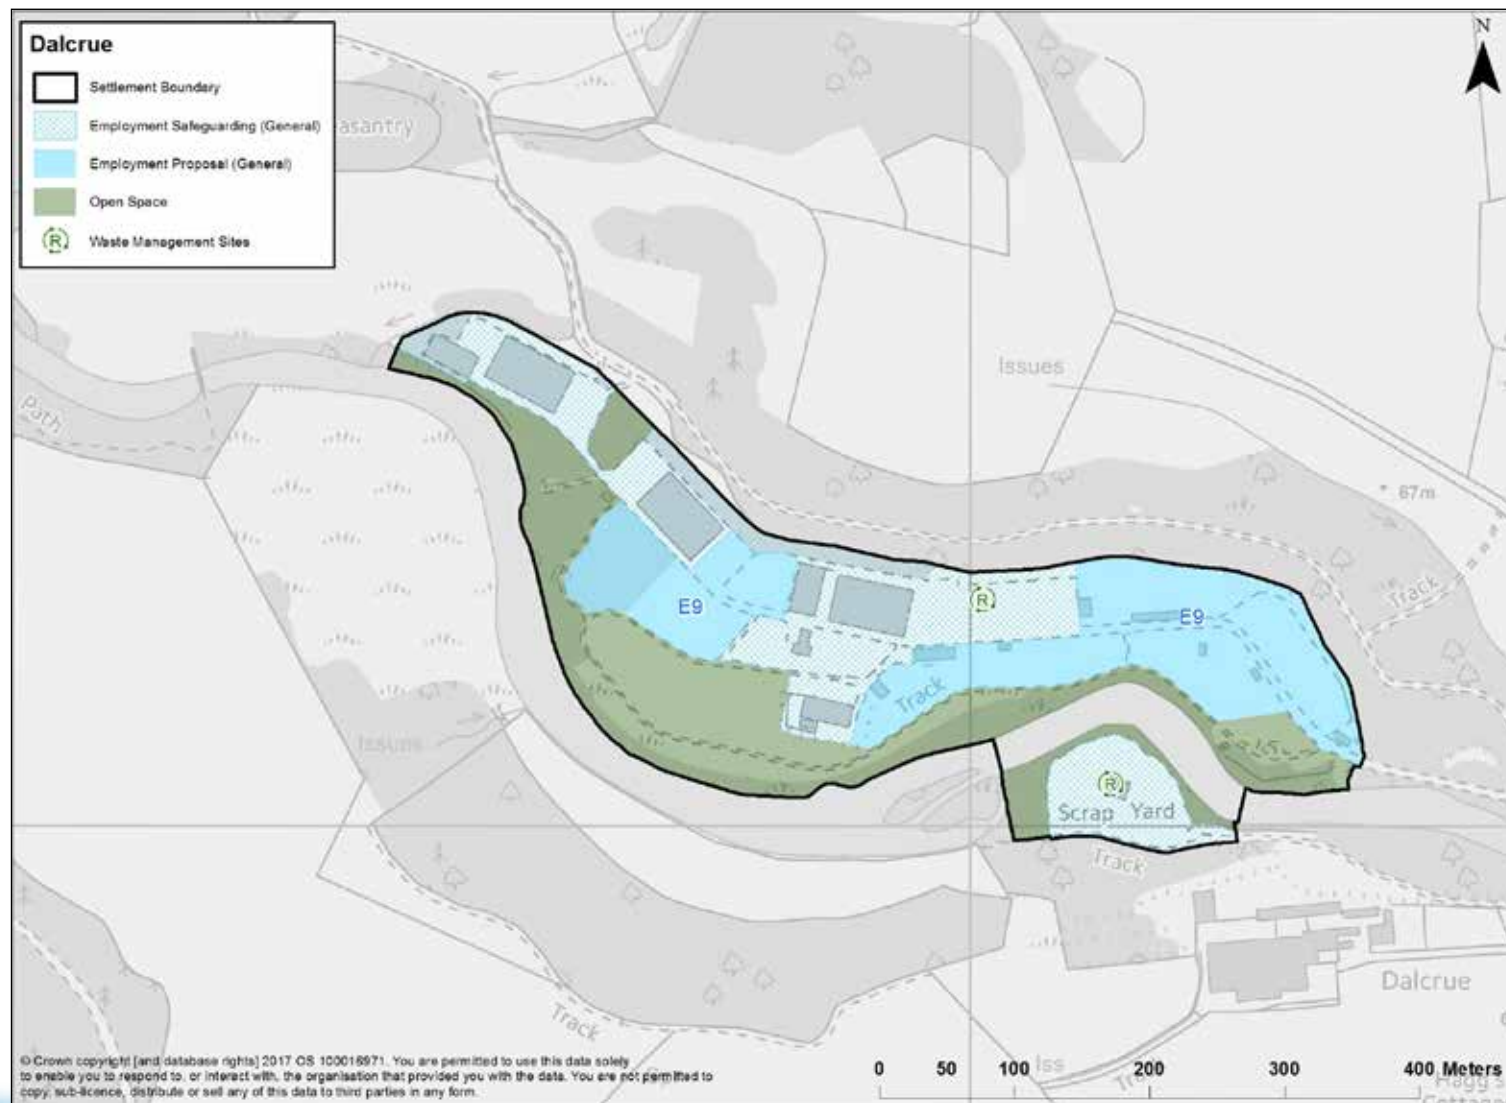 Dalcrue
Settlement Boundary
Employment Safeguarding (General)
Employment Proposal (General)
Open Space
R Waste Management Sites
N
asantry
Issues
Path
67m
Track
E9
R
E9
Track
Issues
R
Scrap Yard
Track
Dalcrue
Track
Iss
© Crown copyright [and database rights] 2017 OS 100016971. You are permitted to use this data solely
to enable you to respond to, or interact with, the organisation that provided you with the data. You are not permitted to
copy, sub-licence, distribute or sell any of this data to third parties in any form.
0 50 100 200 300 400 Meters